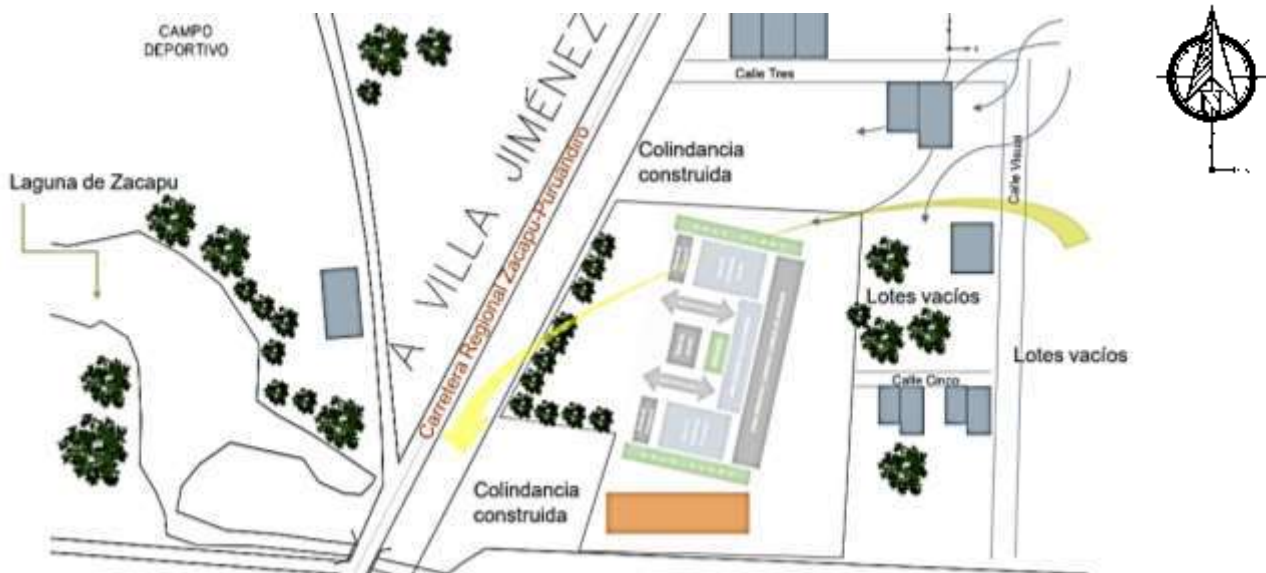 CAMPO
DEPORTIVO
Calle Tres
N
A VILLA JIMÉNEZ
Carretera Regional Zacapu-Puruandiro
Colindancia
construida
Calle Visual
Laguna de Zacapu
Lotes vacíos
Lotes vacíos
Calle Cinco
Colindancia
construida